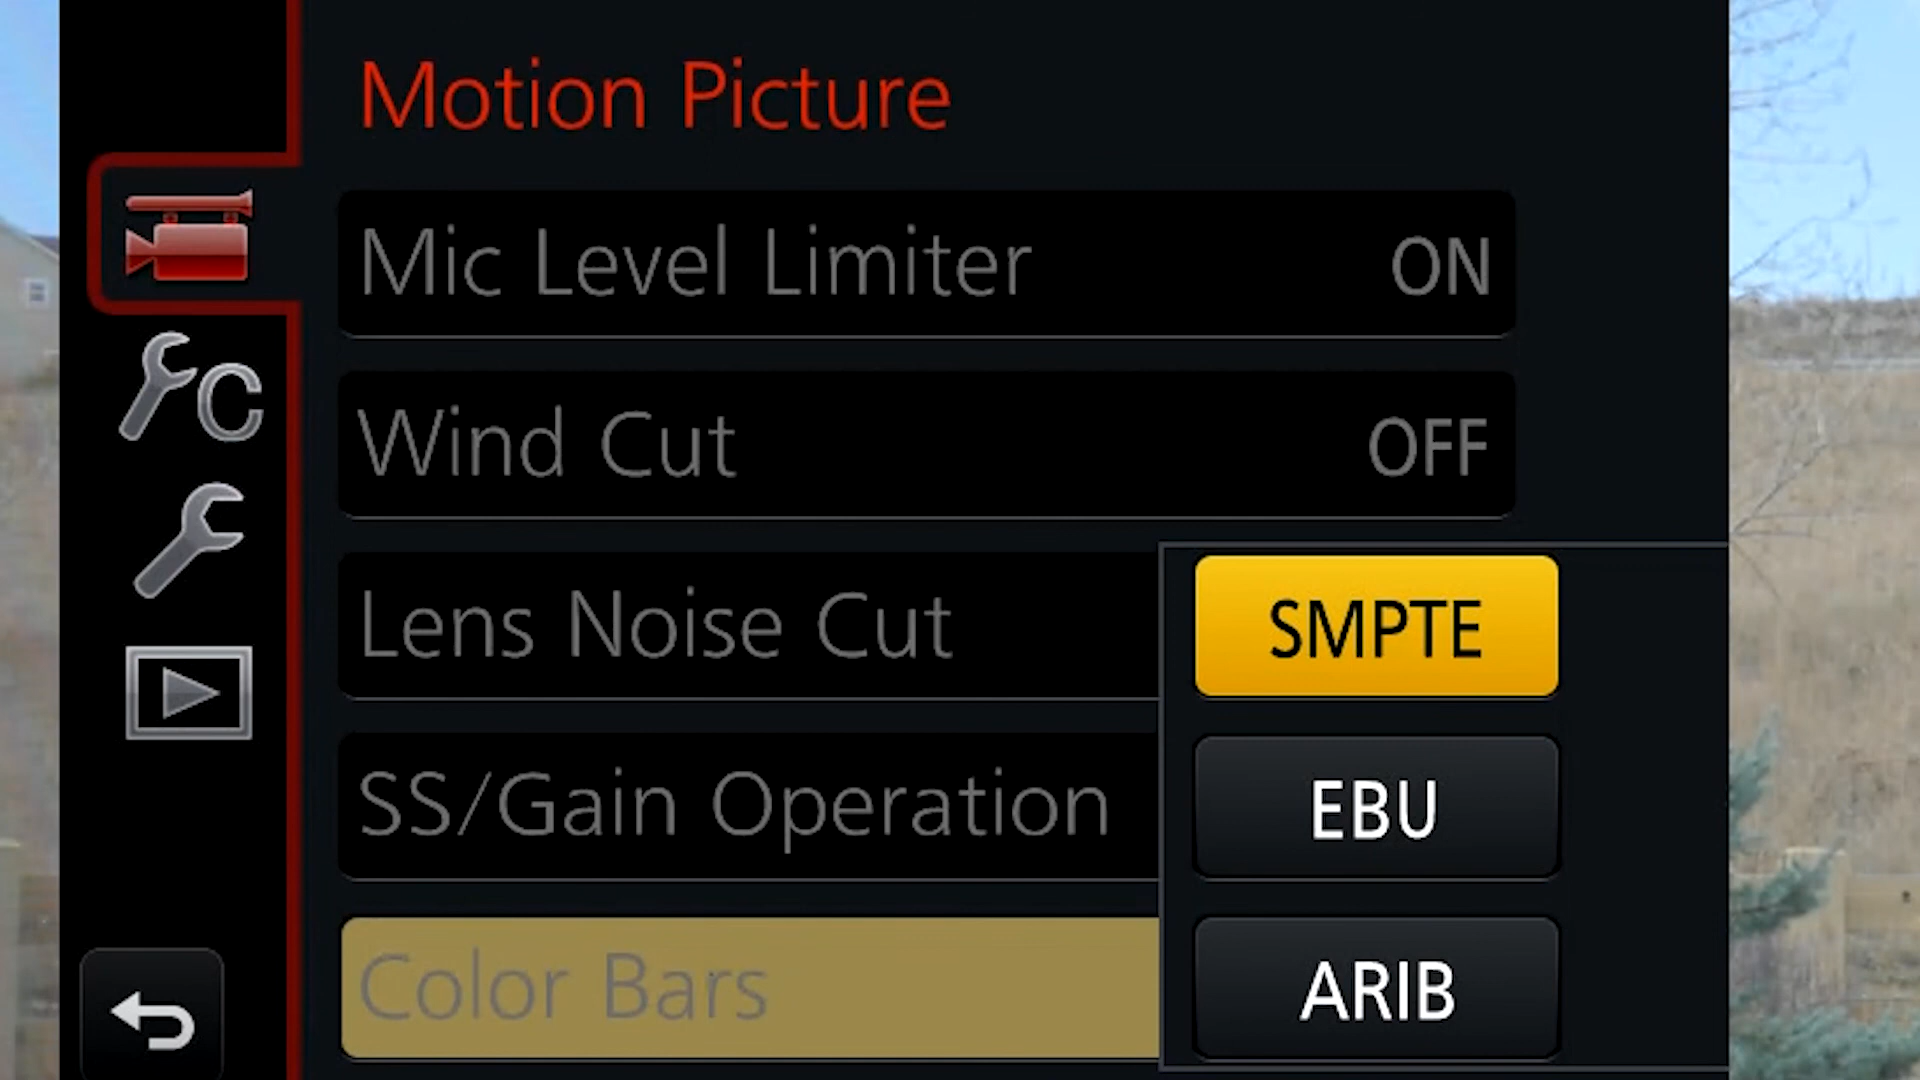 Motion Picture
Mic Level Limiter ON
Wind Cut OFF
Lens Noise Cut
SMPTE
SS/Gain Operation
EBU
Color Bars
ARIB
C